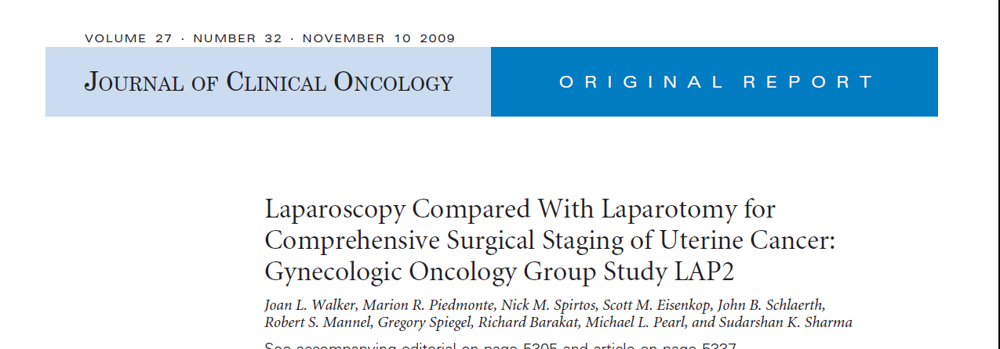 VOLUME 27 · NUMBER 32 · NOVEMBER 10 2009
JOURNAL OF CLINICAL ONCOLOGY
ORIGINAL REPORT
Laparoscopy Compared With Laparotomy for
Comprehensive Surgical Staging of Uterine Cancer:
Gynecologic Oncology Group Study LAP2
Joan L. Walker, Marion R. Piedmonte, Nick M. Spirtos, Scott M. Eisenkop, John B. Schlaerth,
Robert S. Mannel, Gregory Spiegel, Richard Barakat, Michael L. Pearl, and Sudarshan K. Sharma
See accompanying editorial on page 5305 and article on page 5337